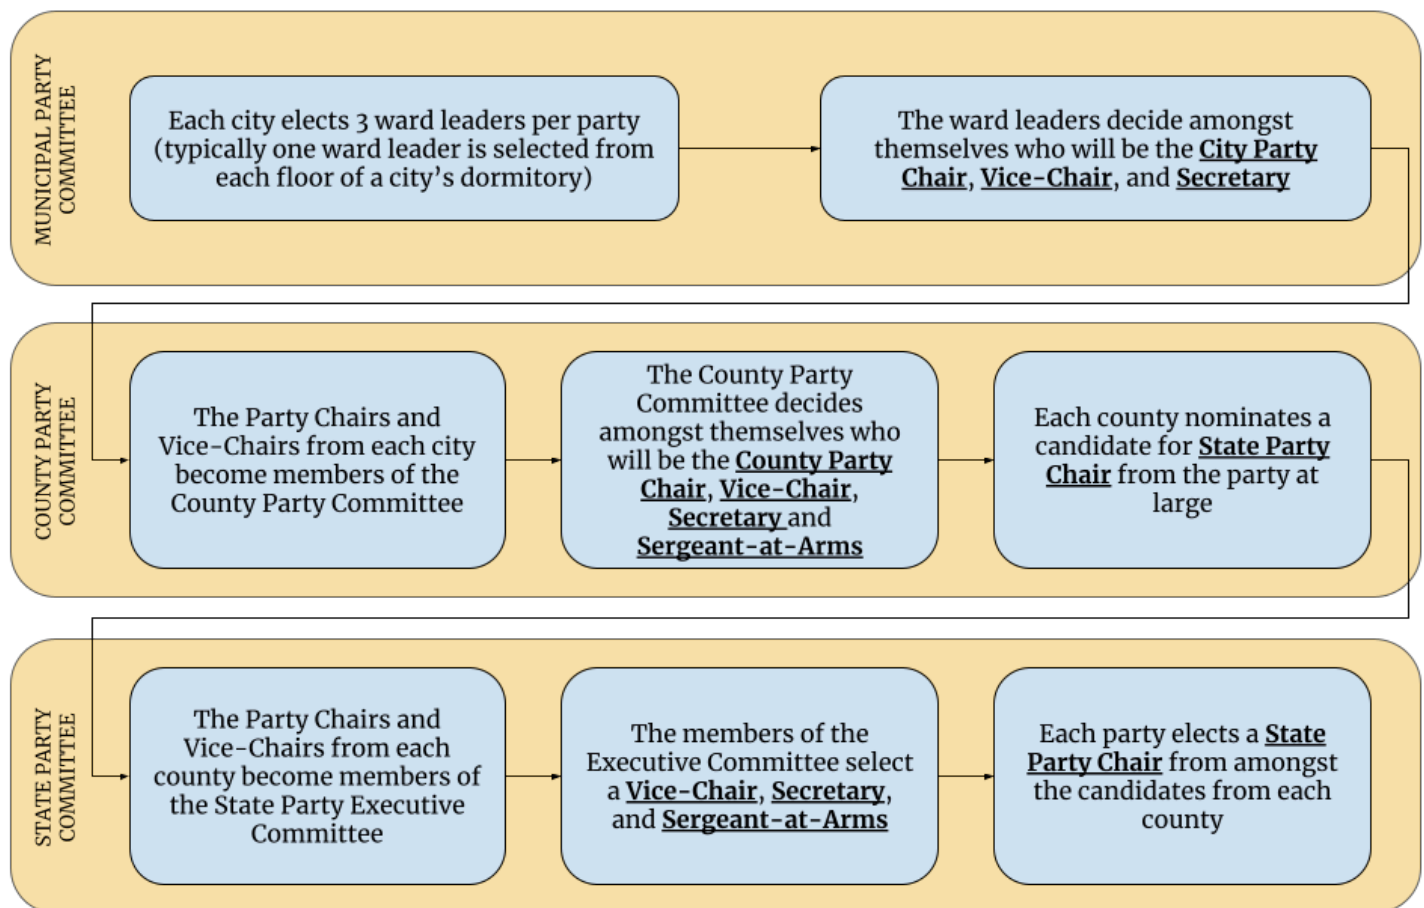 MUNICIPAL PARTY
COMMITTEE
Each city elects 3 ward leaders per party
(typically one ward leader is selected from
each floor of a city’s dormitory)
The ward leaders decide amongst
themselves who will be the City Party
Chair, Vice-Chair, and Secretary
COUNTY PARTY
COMMITTEE
The Party Chairs and
Vice-Chairs from each city
become members of the
County Party Committee
The County Party
Committee decides
amongst themselves who
will be the County Party
Chair, Vice-Chair,
Secretary and
Sergeant-at-Arms
Each county nominates a
candidate for State Party
Chair from the party at
large
STATE PARTY
COMMITTEE
The Party Chairs and
Vice-Chairs from each
county become members of
the State Party Executive
Committee
The members of the
Executive Committee select
a Vice-Chair, Secretary,
and Sergeant-at-Arms
Each party elects a State
Party Chair from amongst
the candidates from each
county